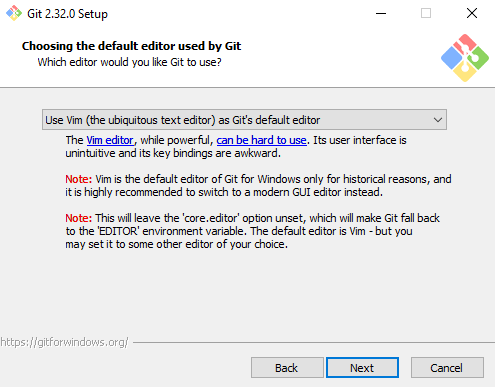 Git 2.32.0 Setup
Choosing the default editor used by Git
Which editor would you like Git to use?
Use Vim (the ubiquitous text editor) as Git's default editor
The Vim editor, while powerful, can be hard to use. Its user interface is
unintuitive and its key bindings are awkward.
Note: Vim is the default editor of Git for Windows only for historical reasons, and
it is highly recommended to switch to a modern GUI editor instead.
Note: This will leave the 'core.editor' option unset, which will make Git fall back
to the 'EDITOR' environment variable. The default editor is Vim - but you
may set it to some other editor of your choice.
https://gitforwindows.org/
Back Next Cancel